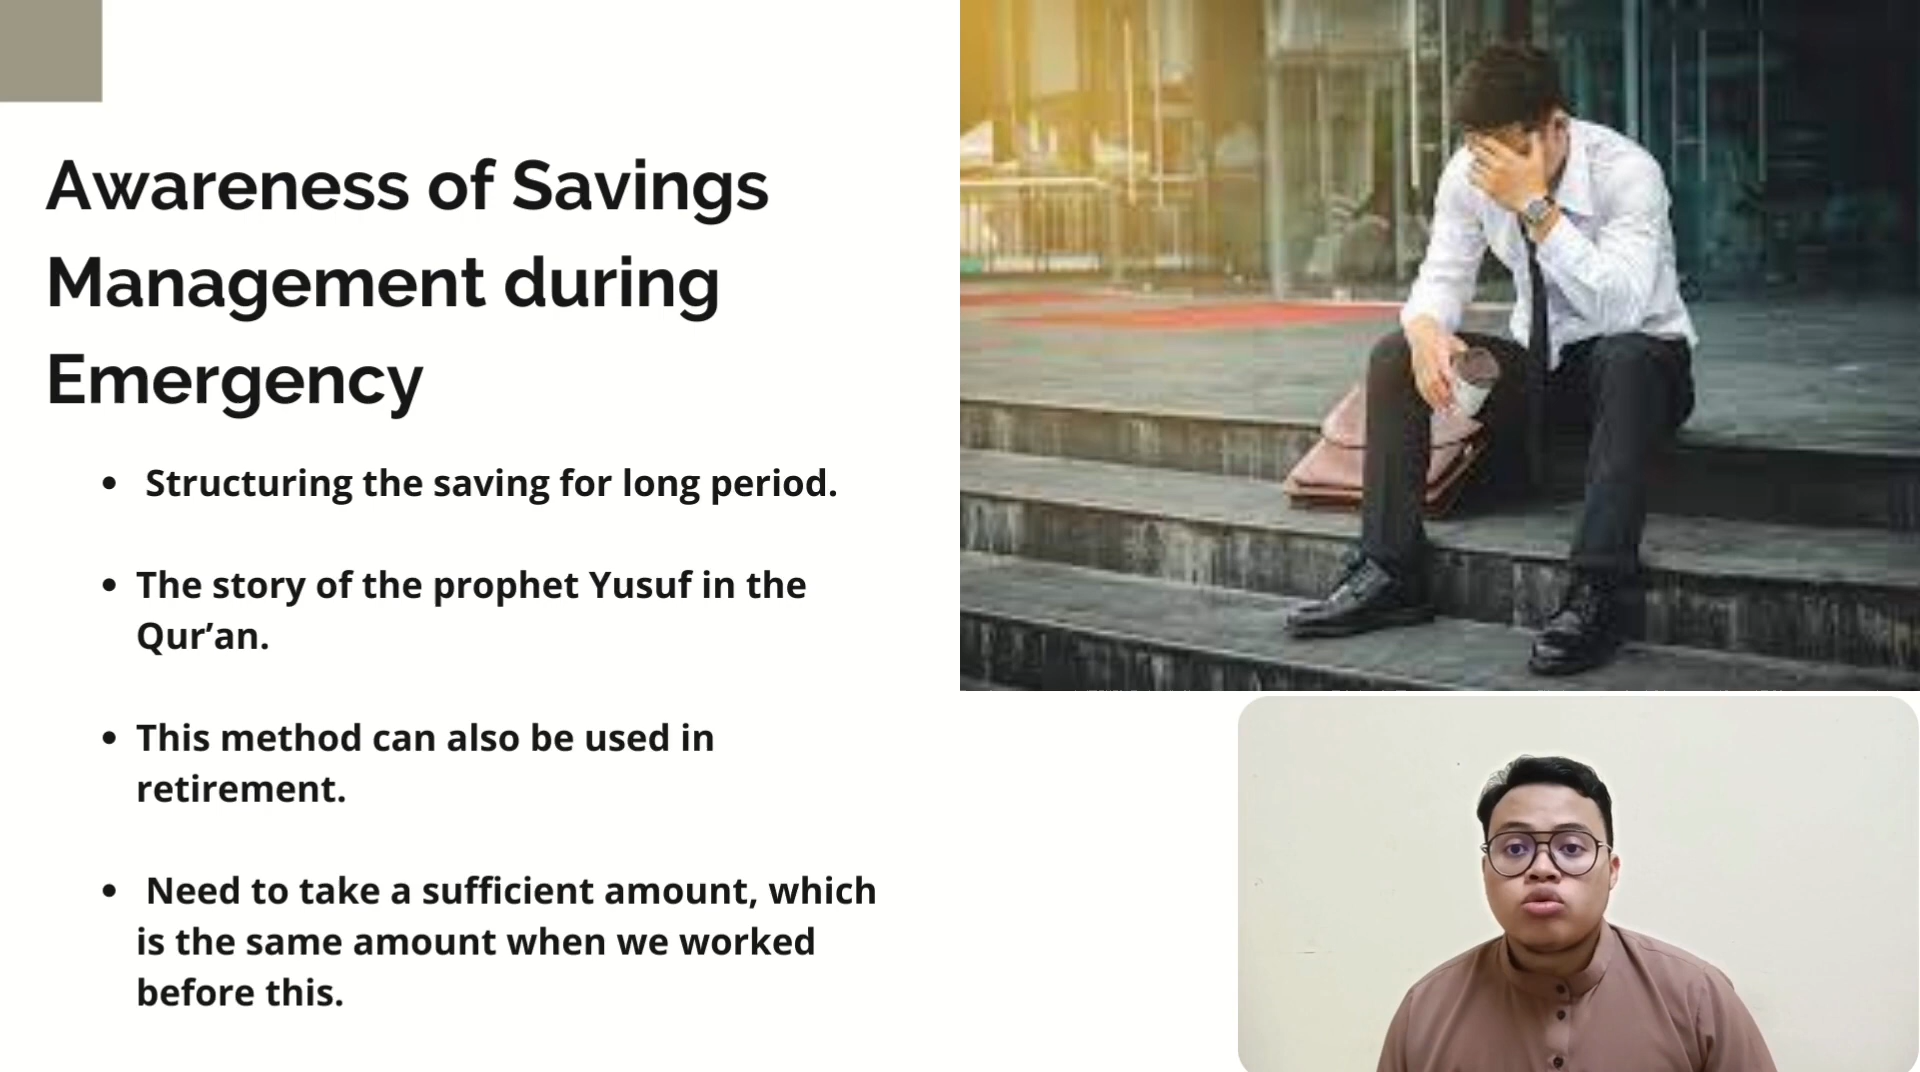 Awareness of Savings
Management during
Emergency
• Structuring the saving for long period.
• The story of the prophet Yusuf in the
Qur’an.
• This method can also be used in
retirement.
• Need to take a sufficient amount, which
is the same amount when we worked
before this.